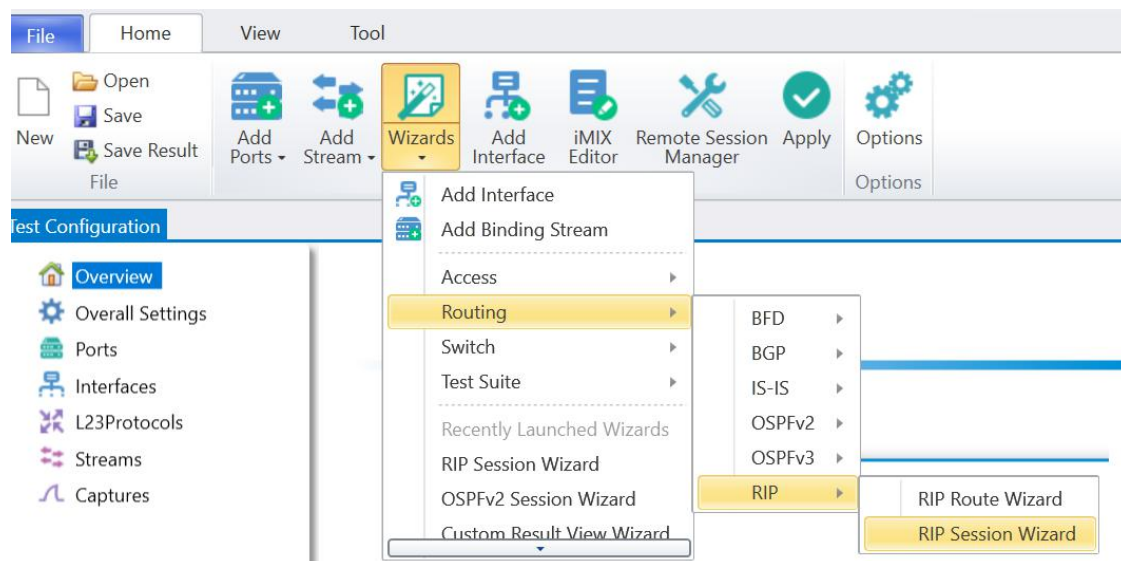 File
Home
View
Tool
New
Open
Save
Save Result
File
Add
Ports
Add
Stream
Wizards
Add
Interface
iMIX
Editor
Remote Session
Manager
Apply
Options
Options
Test Configuration
Overview
Overall Settings
Ports
Interfaces
L23Protocols
Streams
Captures
Add Interface
Add Binding Stream
Access
Routing
Switch
Test Suite
Recently Launched Wizards
RIP Session Wizard
OSPFv2 Session Wizard
Custom Result View Wizard
BFD
BGP
IS-IS
OSPFv2
OSPFv3
RIP
RIP Route Wizard
RIP Session Wizard